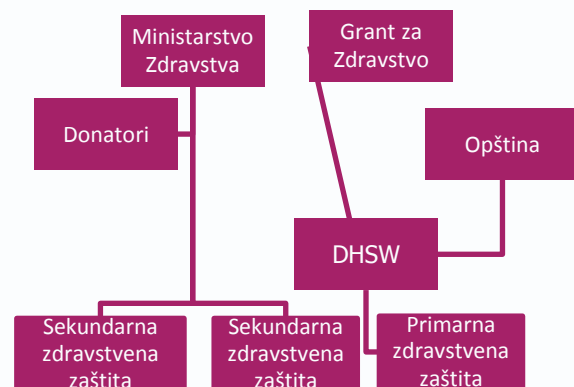 Ministarstvo
Zdravstva
Grant za
Zdravstvo
Donatori
Opština
DHSW
Sekundarna
zdravstvena
zaštita
Sekundarna
zdravstvena
zaštita
Primarna
zdravstvena
zaštita